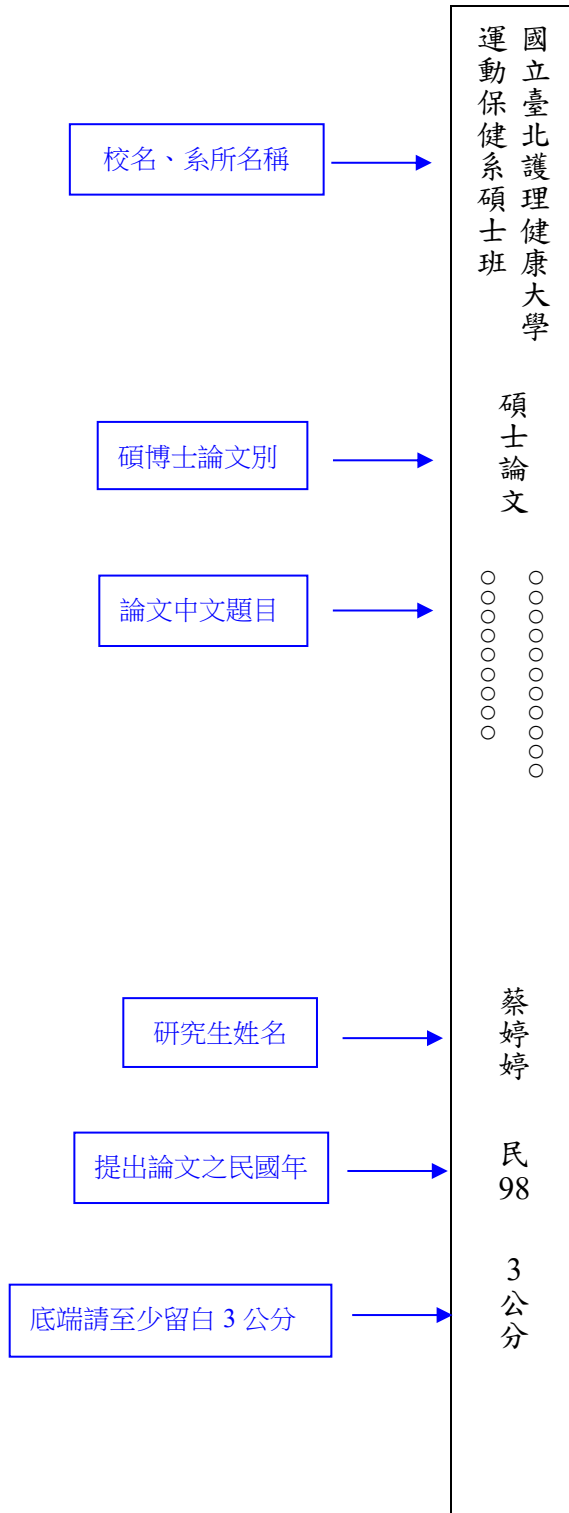 校名、系所名稱
國立臺北護理健康大學
運動保健系碩士班
碩博士論文別
碩士論文
論文中文題目
○○○○○○○○○○○
○○○○○○○○○
研究生姓名
蔡婷婷
提出論文之民國年
民98
底端請至少留白 3 公分
3公分